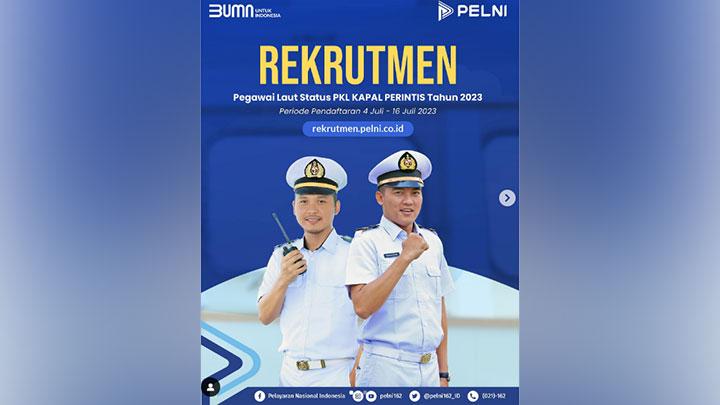 BUMN UNTUK INDONESIA
PELNI
REKRUTMEN
Pegawai Laut Status PKL KAPAL PERINTIS Tahun 2023
Periode Pendaftaran 4 Juli - 16 Juli 2023
rekrutmen.pelni.co.id
Pelayaran Nasional Indonesia pelni162 @pelni162_ID (021)-162